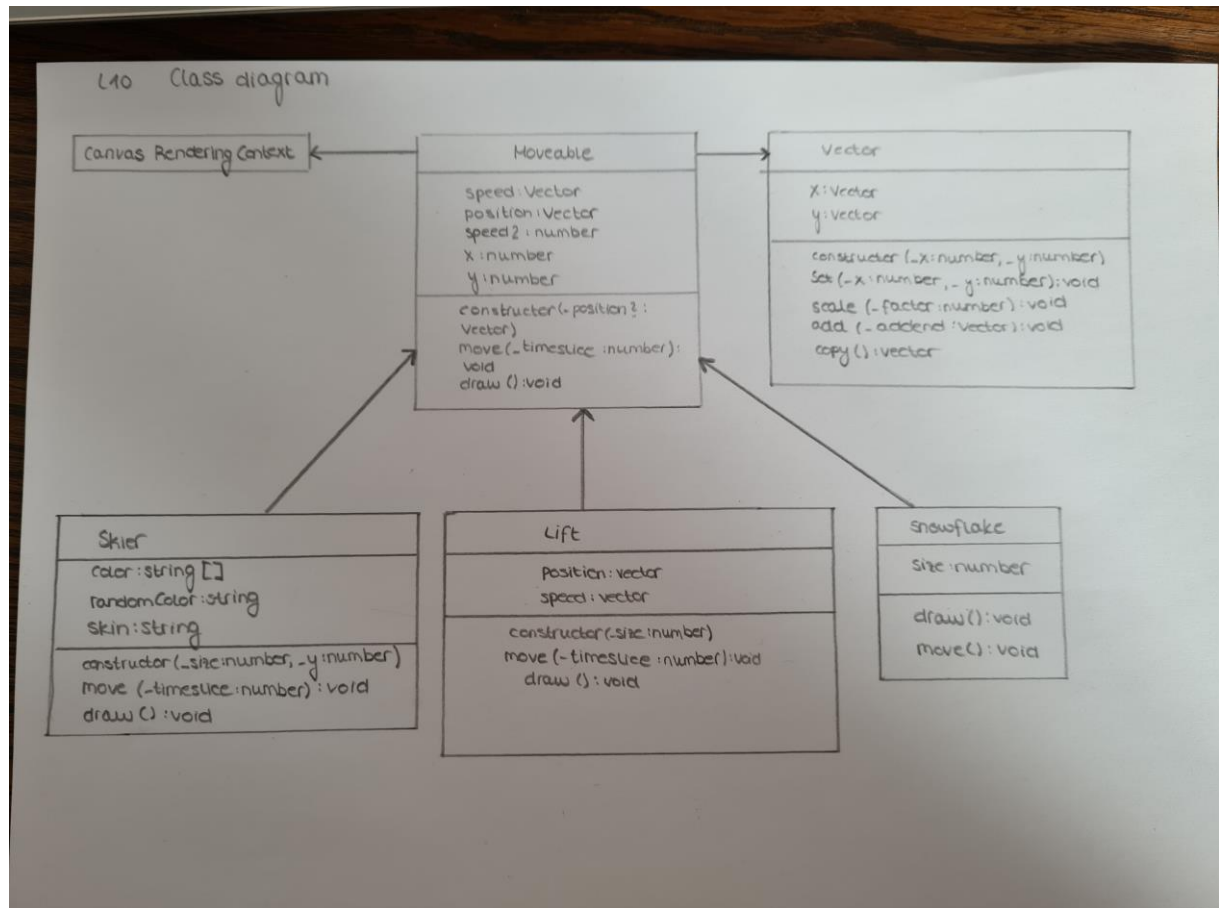 L10 Class diagram
Canvas Rendering Context
Moveable
speed: Vector
position: Vector
speed2: number
x: number
y: number
constructor(_position?:
Vector)
move(_timeslice: number):
void
draw(): void
Vector
x: Vector
y: vector
constructor (_x: number, _y: number)
Set (_x: number, _y: number): void
scale (_factor: number): void
add (_addend: vector): void
copy(): vector
Skier
color: string []
randomColor: string
skin: string
constructor (_size: number, _y: number)
move (_timeslice: number): void
draw(): void
Lift
position: vector
speed: vector
constructor(_size: number)
move (_timeslice: number): void
draw(): void
snowflake
size: number
draw(): void
move(): void